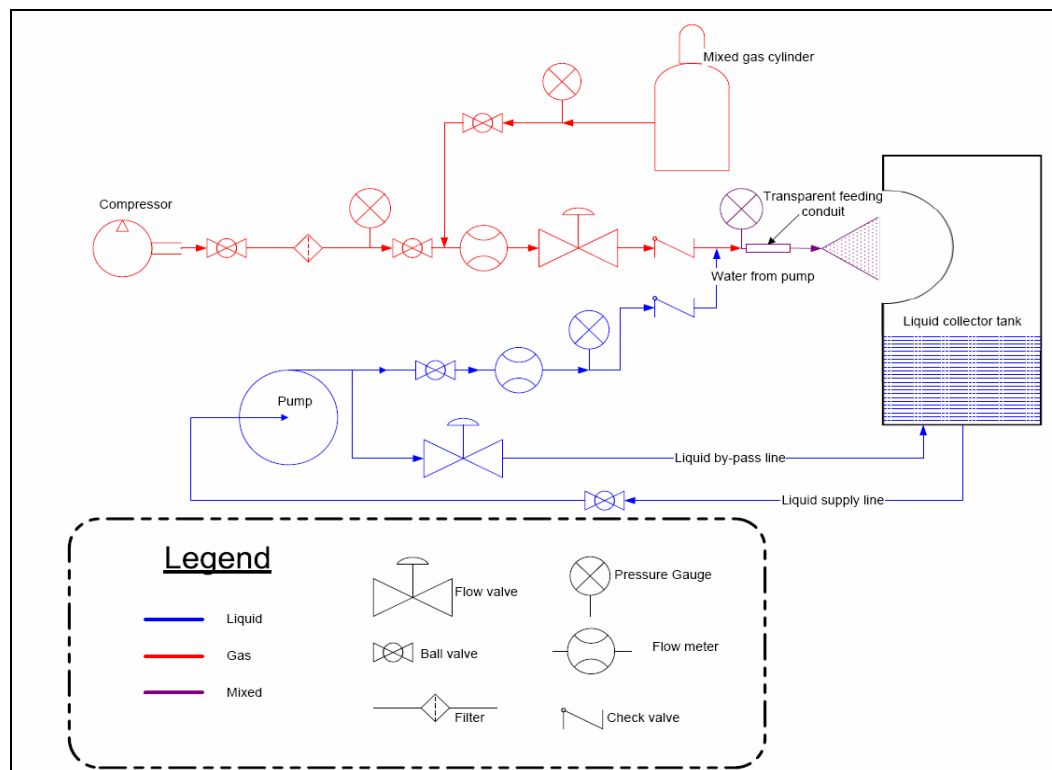 Mixed gas cylinder
Compressor
Transparent feeding
conduit
Water from pump
Liquid collector tank
Pump
Liquid by-pass line
Liquid supply line
Legend
Liquid
Gas
Mixed
Flow valve
Ball valve
Filter
Pressure Gauge
Flow meter
Check valve